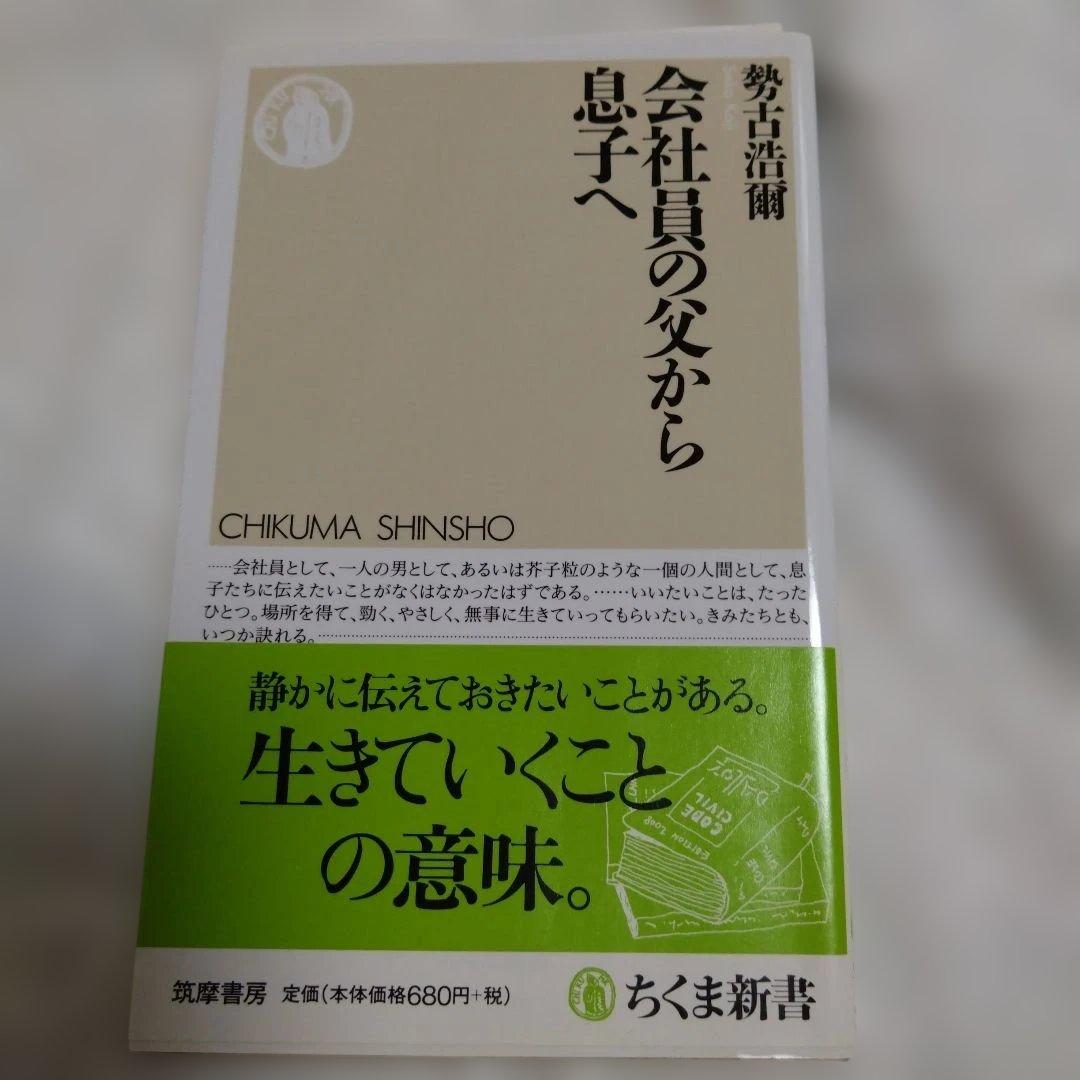 勢古浩爾
会社員の父から
息子へ
CHIKUMA SHINSHO
……会社員として、一人の男として、あるいは芥子粒のような一個の人間として、息
子たちに伝えたいことがなくはなかったはずである。……いいたいことは、たった
ひとつ。場所を得て、勁く、やさしく、無事に生きていってもらいたい。きみたちとも、
いつか訣れる。
静かに伝えておきたいことがある。
生きていくこと
の意味。
DALLOZ
CODE
CIVIL
EDITION 2008
筑摩書房 定価(本体価格680円+税)
ちくま新書